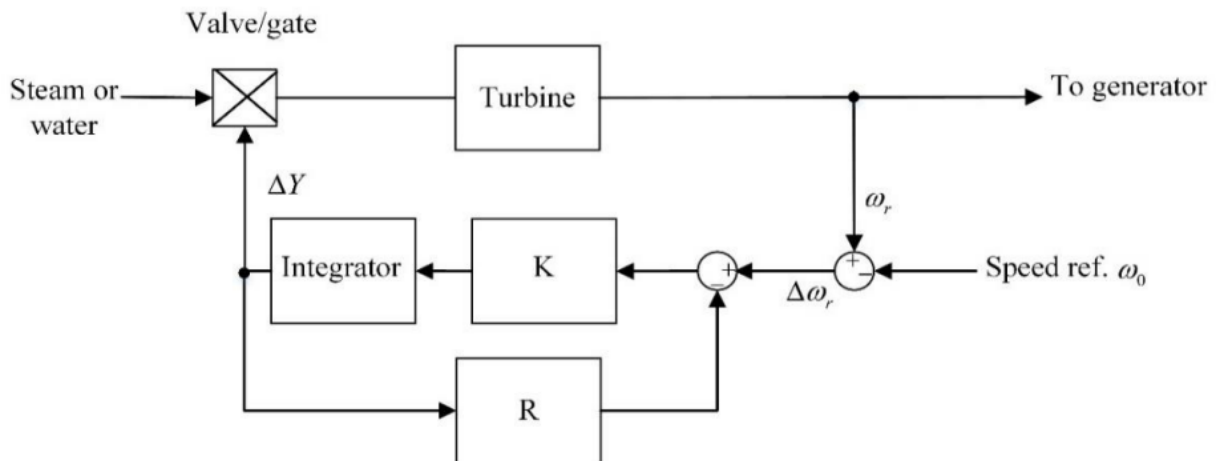 Valve/gate
Steam or
water
Turbine
To generator
ΔY
ω_r
Integrator
K
+
−
Δω_r
+
−
Speed ref. ω_0
R